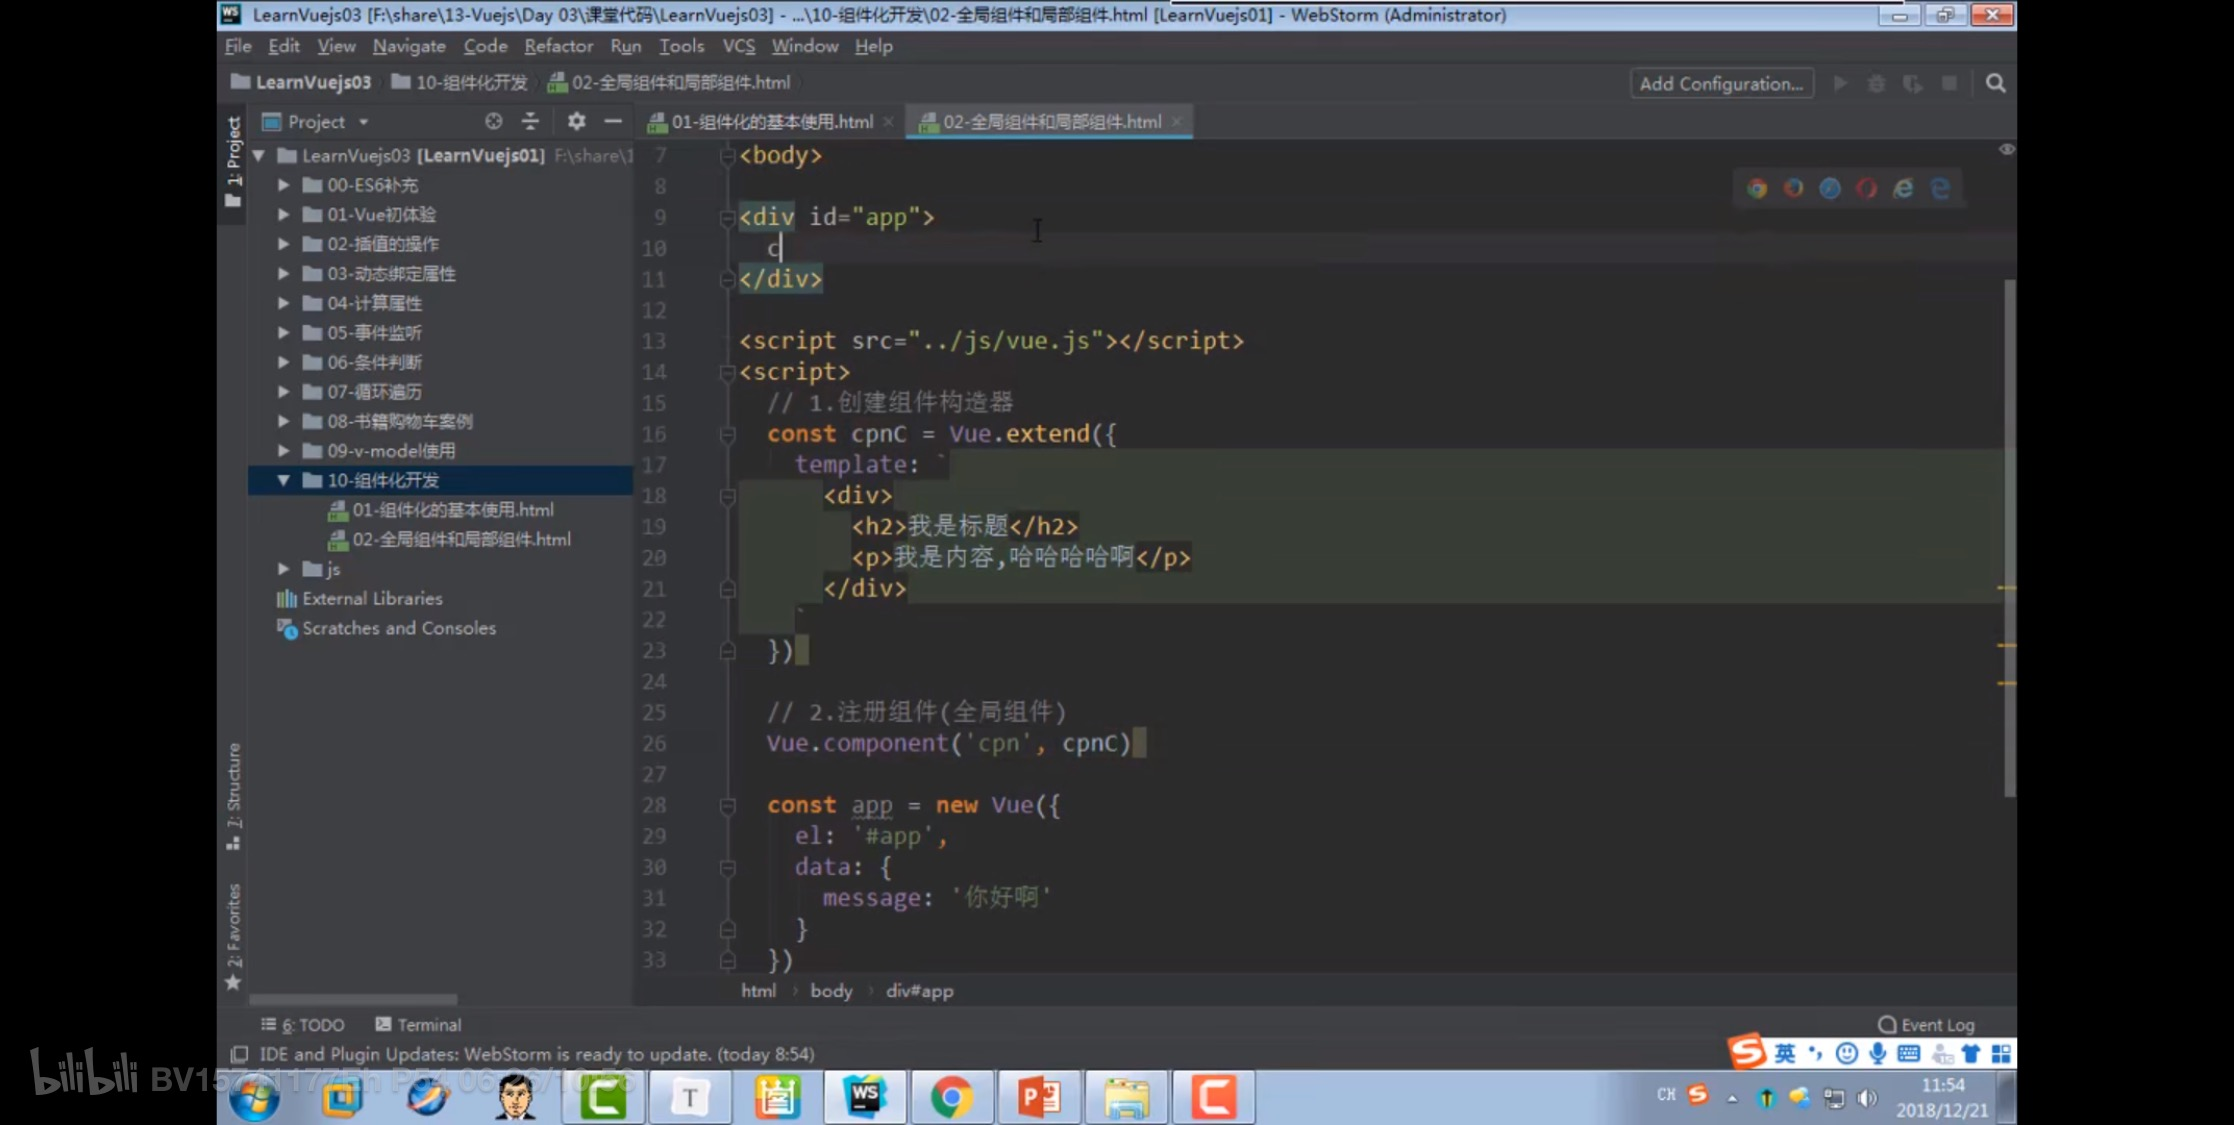 LearnVuejs03 [F:\share\13-Vuejs\Day 03\课堂代码\LearnVuejs03] - ...\10-组件化开发\02-全局组件和局部组件.html [LearnVuejs01] - WebStorm (Administrator)
File Edit View Navigate Code Refactor Run Tools VCS Window Help
LearnVuejs03 10-组件化开发 02-全局组件和局部组件.html Add Configuration...
1: Project
Project
01-组件化的基本使用.html 02-全局组件和局部组件.html
LearnVuejs03 [LearnVuejs01] F:\share\1
00-ES6补充
01-Vue初体验
02-插值的操作
03-动态绑定属性
04-计算属性
05-事件监听
06-条件判断
07-循环遍历
08-书籍购物车案例
09-v-model使用
10-组件化开发
01-组件化的基本使用.html
02-全局组件和局部组件.html
js
External Libraries
Scratches and Consoles
7: Structure
2: Favorites
7 <body>
8
9 <div id="app">
10 c
11 </div>
12
13 <script src="../js/vue.js"></script>
14 <script>
15 // 1.创建组件构造器
16 const cpnC = Vue.extend({
17 template: `
18 <div>
19 <h2>我是标题</h2>
20 <p>我是内容,哈哈哈哈啊</p>
21 </div>
22 `
23 })
24
25 // 2.注册组件(全局组件)
26 Vue.component('cpn', cpnC)
27
28 const app = new Vue({
29 el: '#app',
30 data: {
31 message: '你好啊'
32 }
33 })
html body div#app
6: TODO Terminal Event Log
IDE and Plugin Updates: WebStorm is ready to update. (today 8:54)
英
bilibili BV15741177Eh P54 06:26/10:56
T
WS
CH
11:54
2018/12/21